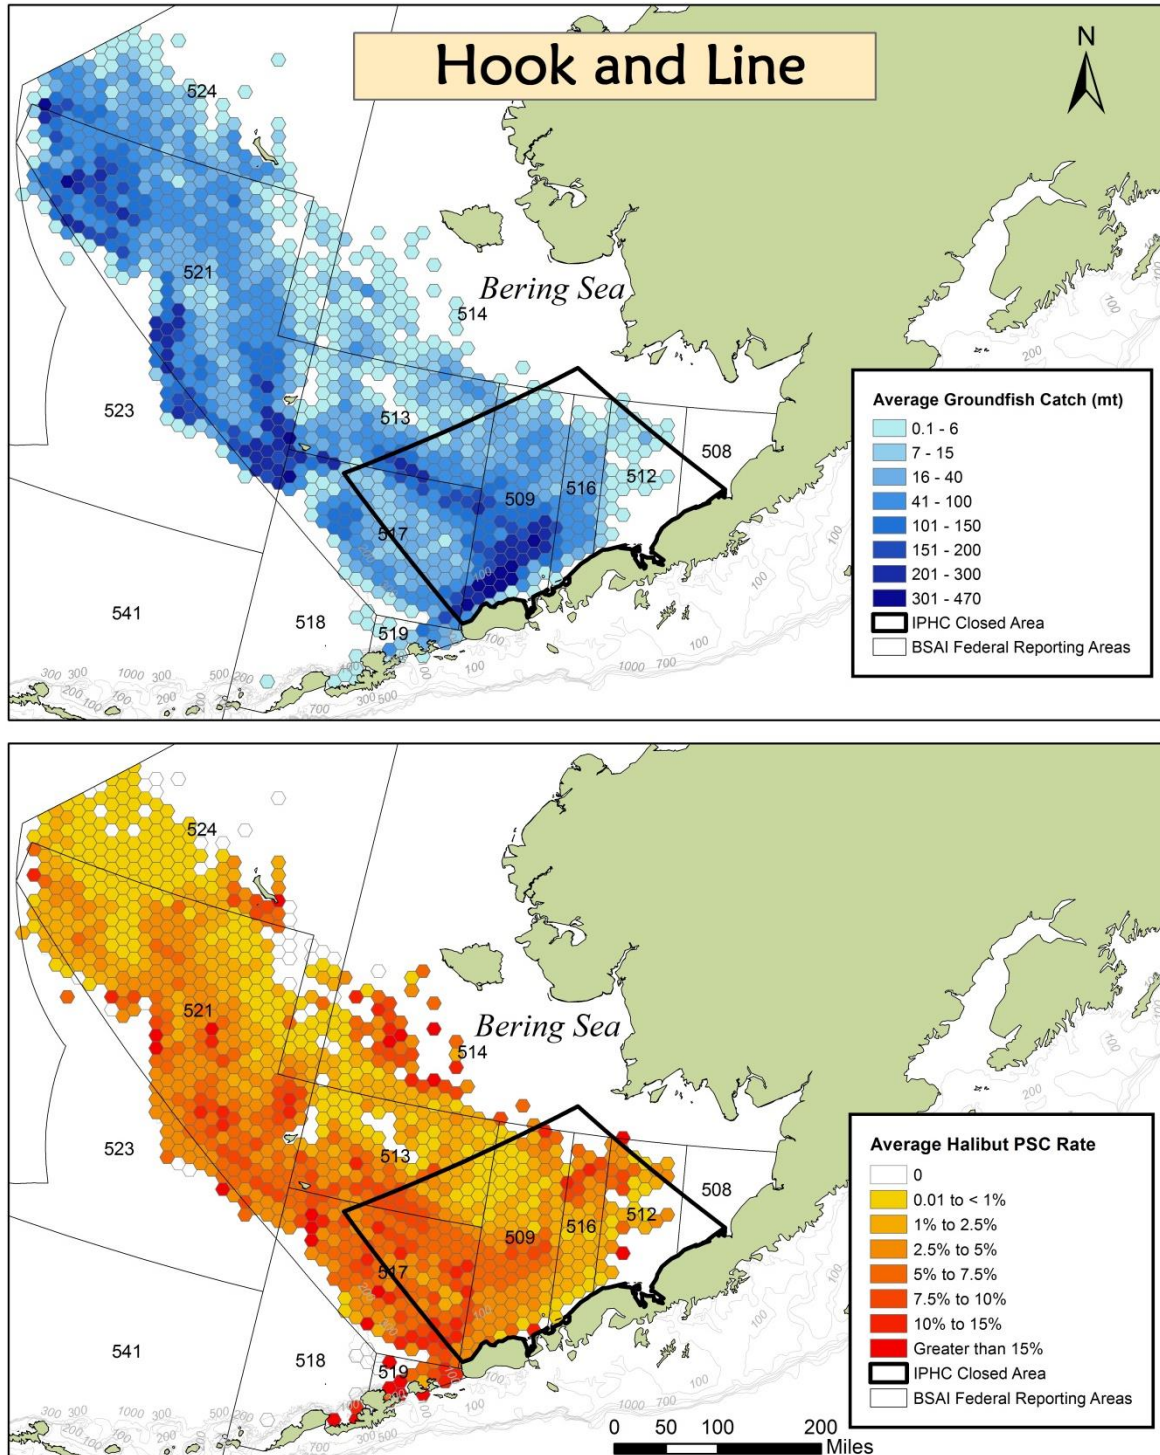 Hook and Line
N
524
521
Bering Sea
514
523
513
508
512
516
509
517
541
518
519
100
200
Average Groundfish Catch (mt)
0.1 - 6
7 - 15
16 - 40
41 - 100
101 - 150
151 - 200
201 - 300
301 - 470
IPHC Closed Area
BSAI Federal Reporting Areas
524
521
Bering Sea
514
523
513
508
512
516
509
517
541
518
519
100
200
Average Halibut PSC Rate
0
0.01 to < 1%
1% to 2.5%
2.5% to 5%
5% to 7.5%
7.5% to 10%
10% to 15%
Greater than 15%
IPHC Closed Area
BSAI Federal Reporting Areas
0 50 100 200
Miles